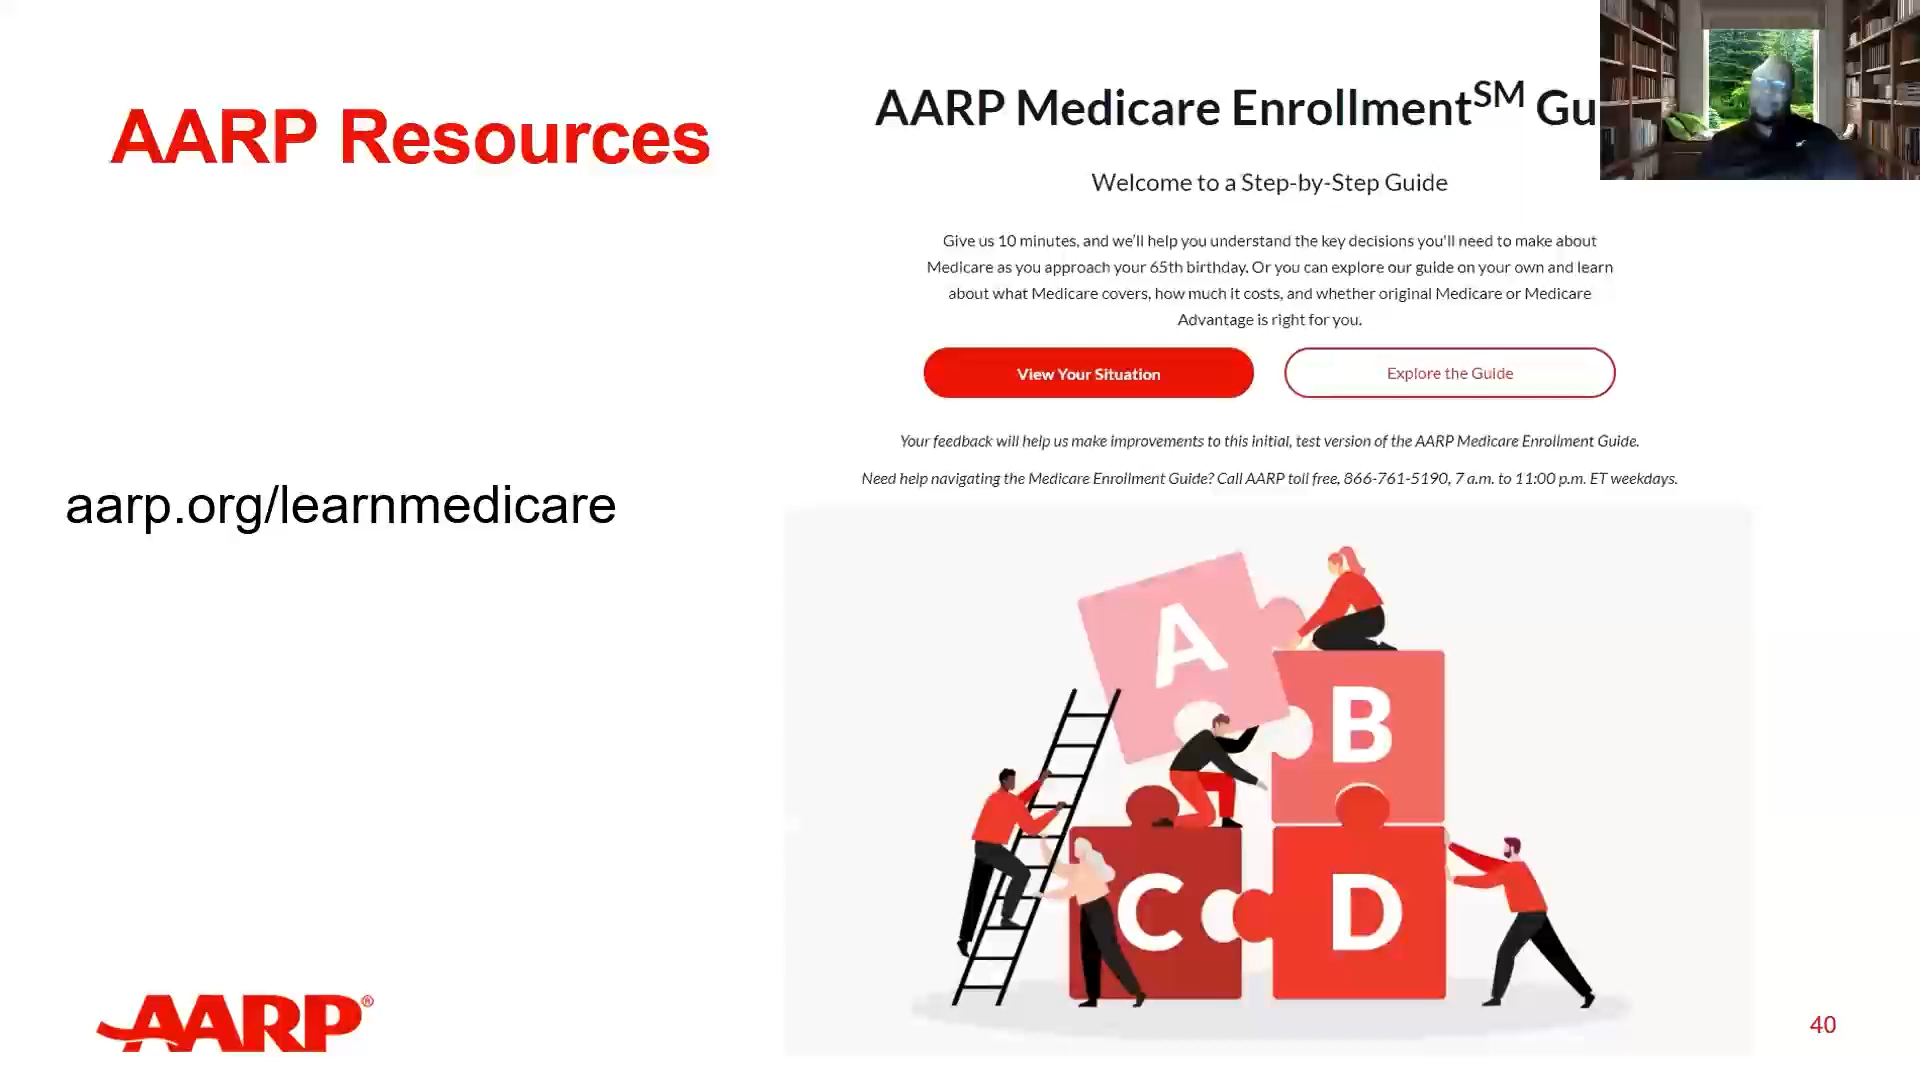 AARP Resources
AARP Medicare Enrollment℠ Gu
Welcome to a Step-by-Step Guide
Give us 10 minutes, and we'll help you understand the key decisions you'll need to make about
Medicare as you approach your 65th birthday. Or you can explore our guide on your own and learn
about what Medicare covers, how much it costs, and whether original Medicare or Medicare
Advantage is right for you.
View Your Situation
Explore the Guide
Your feedback will help us make improvements to this initial, test version of the AARP Medicare Enrollment Guide.
Need help navigating the Medicare Enrollment Guide? Call AARP toll free, 866-761-5190, 7 a.m. to 11:00 p.m. ET weekdays.
aarp.org/learnmedicare
A
B
C
D
AARP®
40